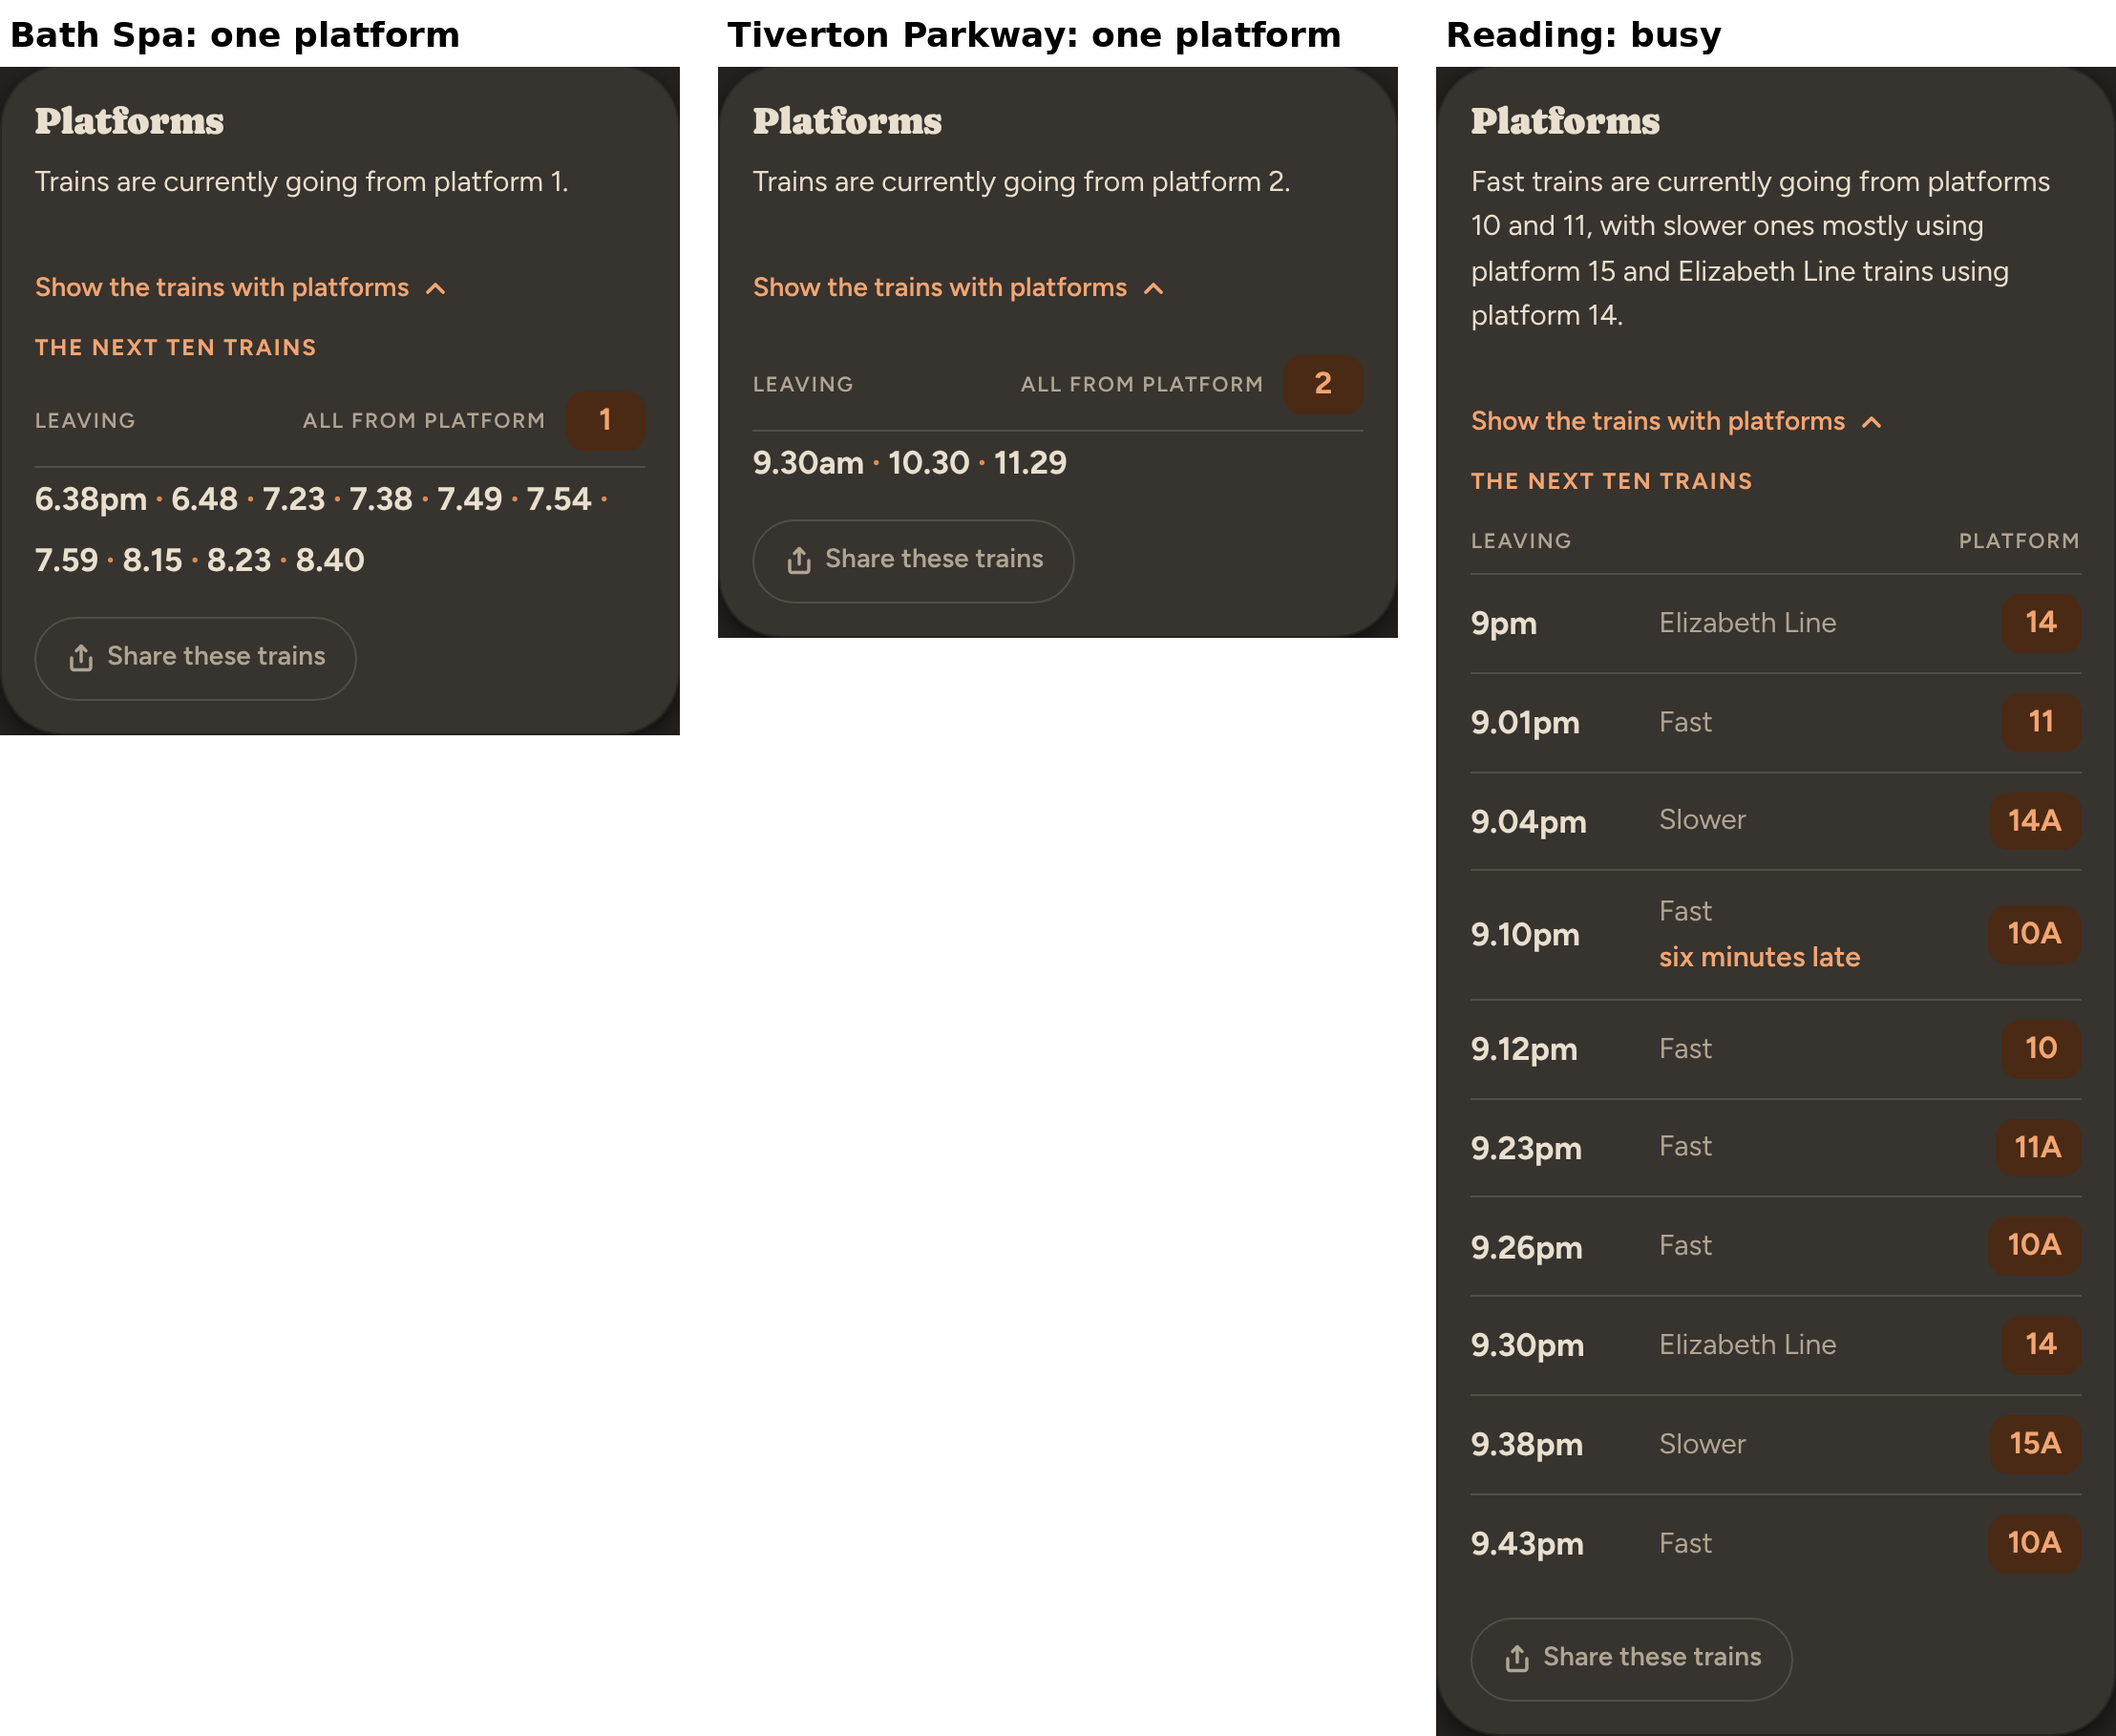 Bath Spa: one platform
Platforms
Trains are currently going from platform 1.
Show the trains with platforms
THE NEXT TEN TRAINS
LEAVING ALL FROM PLATFORM 1
6.38pm · 6.48 · 7.23 · 7.38 · 7.49 · 7.54 ·
7.59 · 8.15 · 8.23 · 8.40
Share these trains
Tiverton Parkway: one platform
Platforms
Trains are currently going from platform 2.
Show the trains with platforms
LEAVING ALL FROM PLATFORM 2
9.30am · 10.30 · 11.29
Share these trains
Reading: busy
Platforms
Fast trains are currently going from platforms
10 and 11, with slower ones mostly using
platform 15 and Elizabeth Line trains using
platform 14.
Show the trains with platforms
THE NEXT TEN TRAINS
LEAVING PLATFORM
9pm Elizabeth Line 14
9.01pm Fast 11
9.04pm Slower 14A
9.10pm Fast 10A
six minutes late
9.12pm Fast 10
9.23pm Fast 11A
9.26pm Fast 10A
9.30pm Elizabeth Line 14
9.38pm Slower 15A
9.43pm Fast 10A
Share these trains